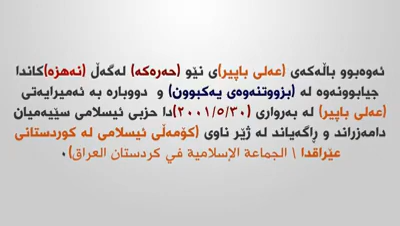 ئەوەبوو باڵەکەی (عەلی باپیر)ی نێو (حەرەکە) لەگەڵ (نەهزە)کاندا
جیابوونەوە لە (بزووتنەوەی یەکبوون) و دووبارە بە ئەمیرایەتی
(عەلی باپیر) لە بەرواری (٢٠٠١/٥/٣٠)دا حزبی ئیسلامی سێیەمیان
دامەزراند و ڕاگەیاند لە ژێر ناوی (کۆمەڵی ئیسلامی لە کوردستانی
عێراقدا \ الجماعة الإسلامية في كردستان العراق).